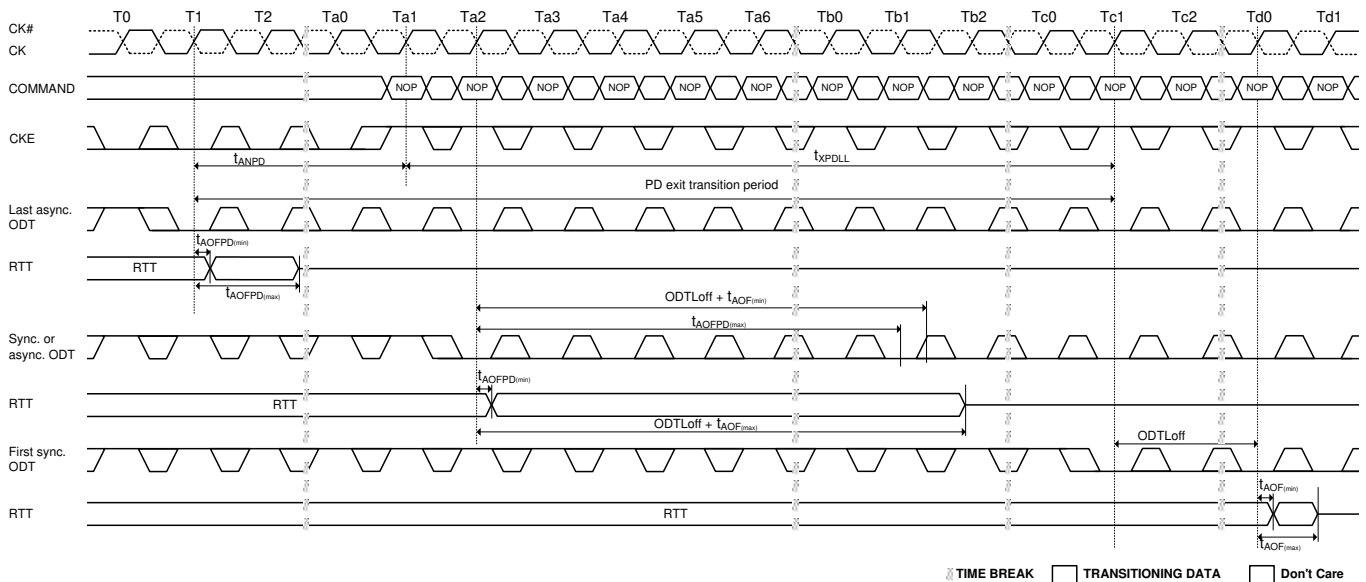 T0 T1 T2 Ta0 Ta1 Ta2 Ta3 Ta4 Ta5 Ta6 Tb0 Tb1 Tb2 Tc0 Tc1 Tc2 Td0 Td1
CK#
CK
COMMAND NOP NOP NOP NOP NOP NOP NOP NOP NOP NOP NOP NOP NOP NOP
CKE
tANPD tXPDLL
PD exit transition period
Last async.
ODT
tAOFPD(min)
RTT RTT
tAOFPD(max)
ODTLoff + tAOF(min)
tAOFPD(max)
Sync. or
async. ODT
tAOFPD(min)
RTT RTT
ODTLoff + tAOF(max)
ODTLoff
First sync.
ODT
tAOF(min)
RTT RTT
tAOF(max)
TIME BREAK TRANSITIONING DATA Don't Care